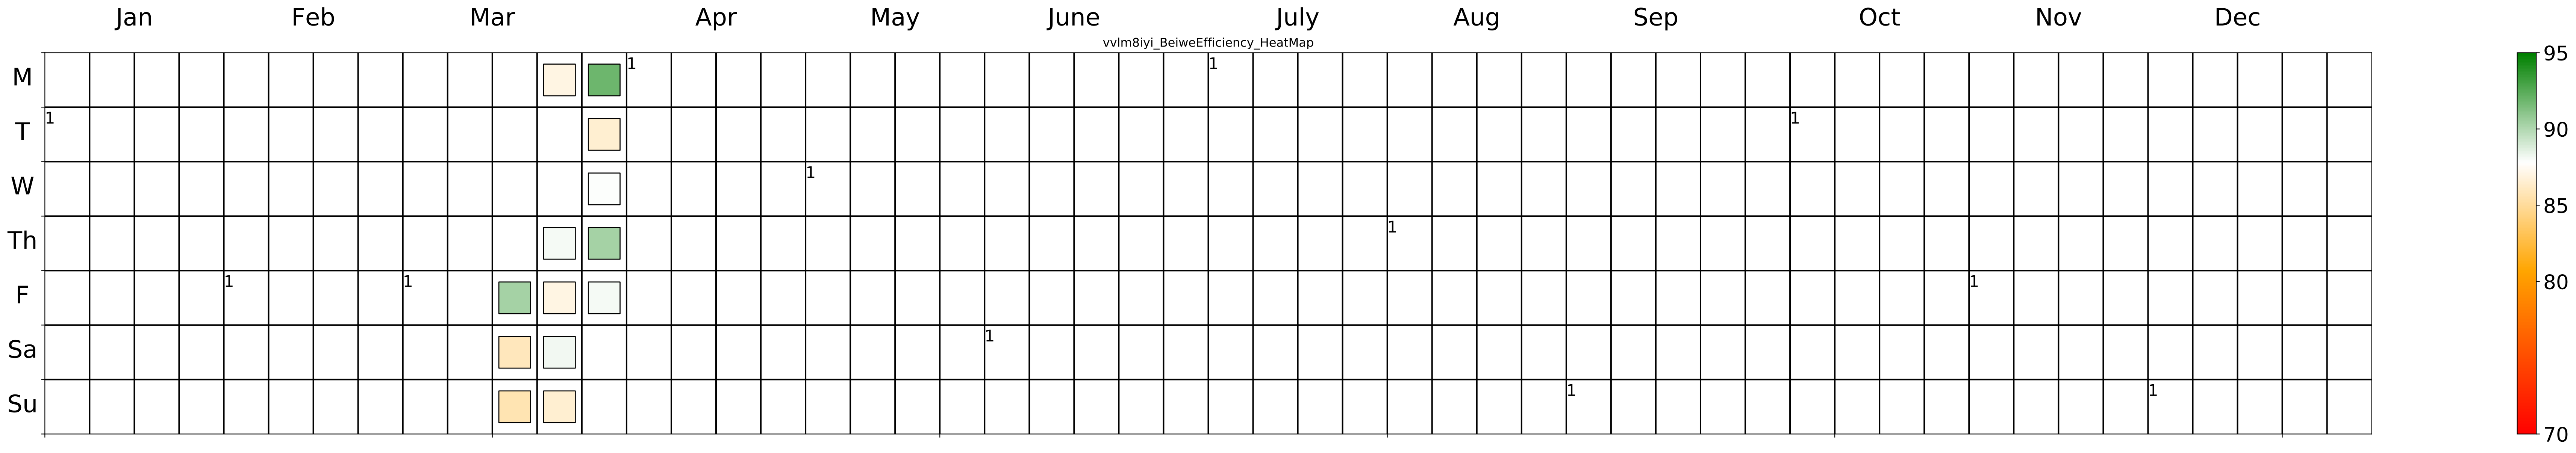 Jan Feb Mar Apr May June July Aug Sep Oct Nov Dec
vvlm8iyi_BeiweEfficiency_HeatMap
M 1 1
T 1 1
W 1
Th 1
F 1 1 1
Sa 1
Su 1 1
95
90
85
80
70